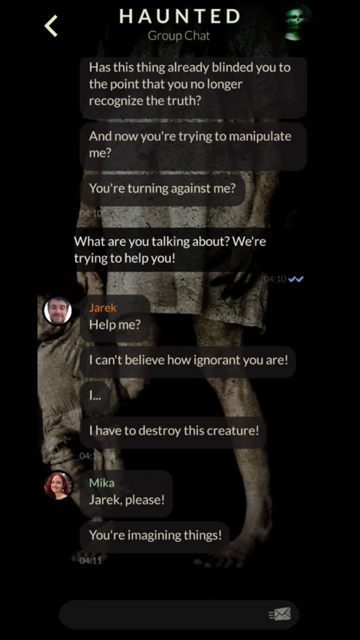 HAUNTED
Group Chat
Has this thing already blinded you to
the point that you no longer
recognize the truth?
And now you're trying to manipulate
me?
You're turning against me?
04:10
What are you talking about? We're
trying to help you!
04:10
Jarek
Help me?
I can't believe how ignorant you are!
I...
I have to destroy this creature!
04:10
Mika
Jarek, please!
You're imagining things!
04:11